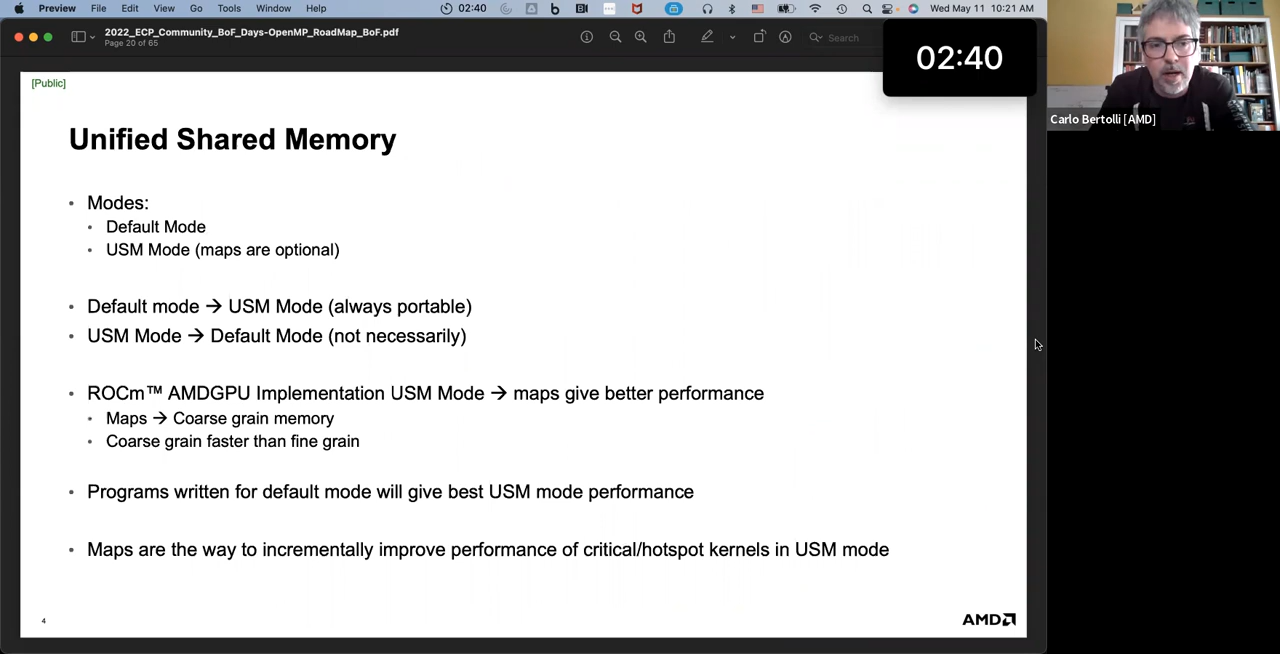 Preview File Edit View Go Tools Window Help 02:40 Wed May 11 10:21 AM
2022_ECP_Community_BoF_Days-OpenMP_RoadMap_BoF.pdf
Page 20 of 65
Search
02:40
Carlo Bertolli [AMD]
[Public]
Unified Shared Memory
• Modes:
• Default Mode
• USM Mode (maps are optional)
• Default mode → USM Mode (always portable)
• USM Mode → Default Mode (not necessarily)
• ROCm™ AMDGPU Implementation USM Mode → maps give better performance
• Maps → Coarse grain memory
• Coarse grain faster than fine grain
• Programs written for default mode will give best USM mode performance
• Maps are the way to incrementally improve performance of critical/hotspot kernels in USM mode
4
AMD